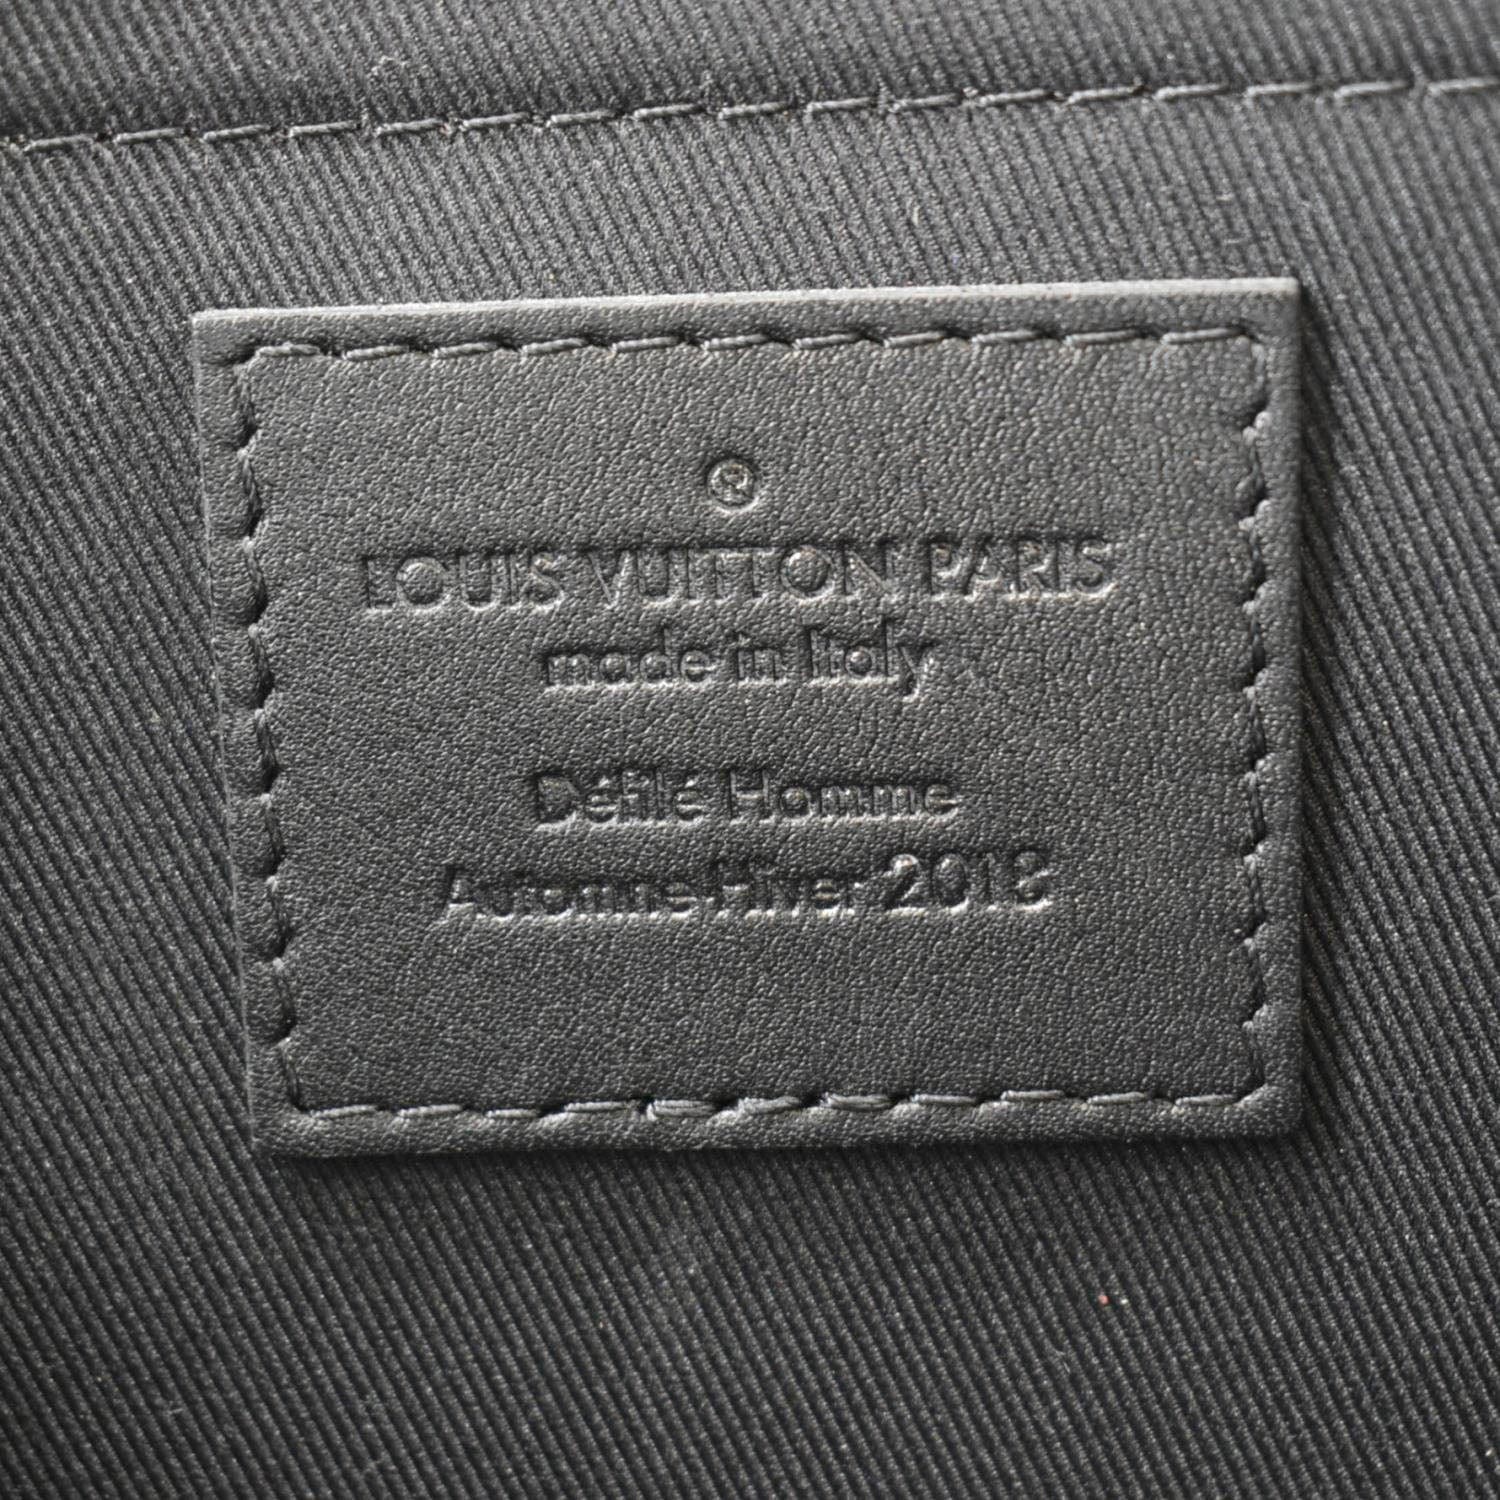 ®
LOUIS VUITTON PARIS
made in Italy
Défilé Homme
Automne-Hiver 2018